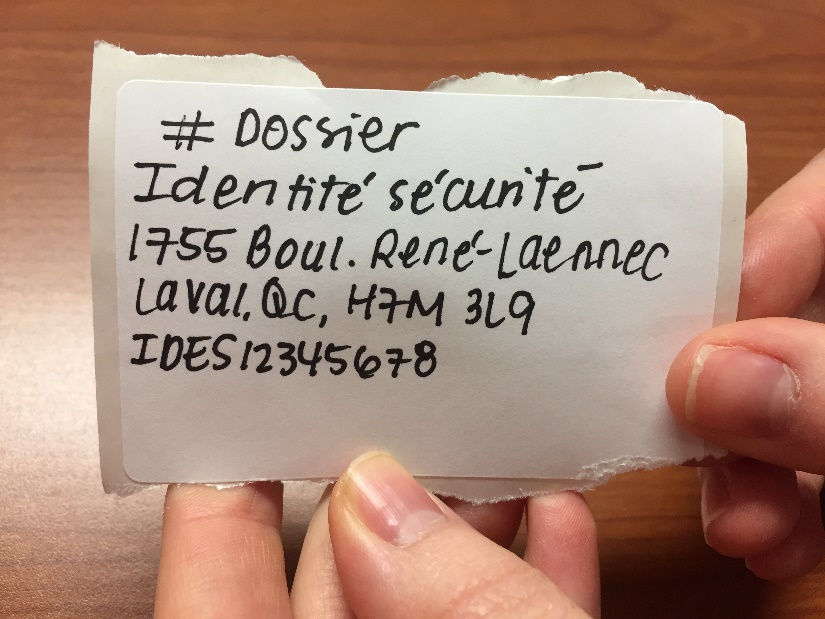 # Dossier
Identité sécurité
1755 Boul. René-Laennec
Laval, QC, H7M 3L9
IDES12345678